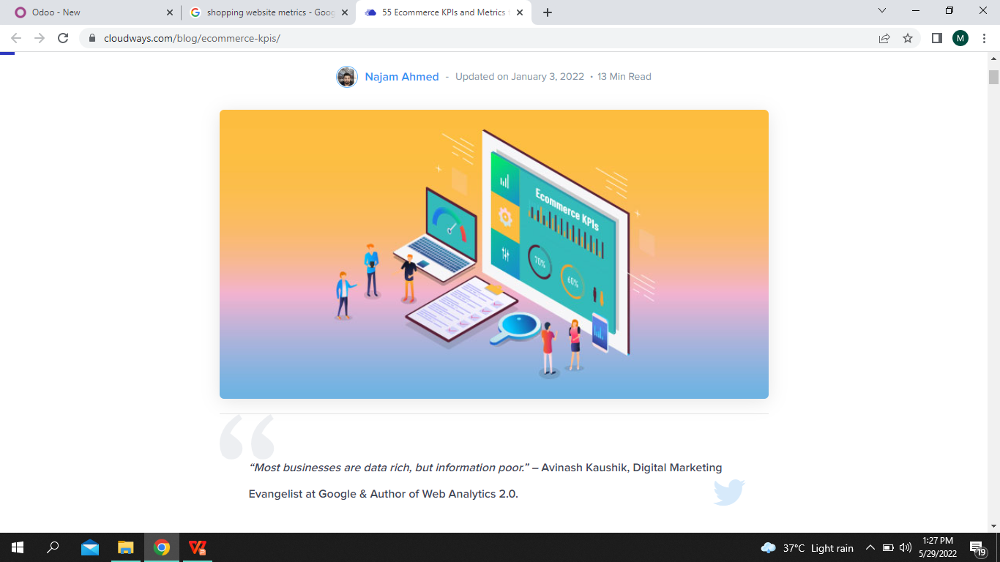 Odoo - New
shopping website metrics - Goog
55 Ecommerce KPIs and Metrics
cloudways.com/blog/ecommerce-kpis/
M
Najam Ahmed - Updated on January 3, 2022 • 13 Min Read
Ecommerce KPIs
70%
60%
“Most businesses are data rich, but information poor.” – Avinash Kaushik, Digital Marketing
Evangelist at Google & Author of Web Analytics 2.0.
37°C Light rain
1:27 PM
5/29/2022
19